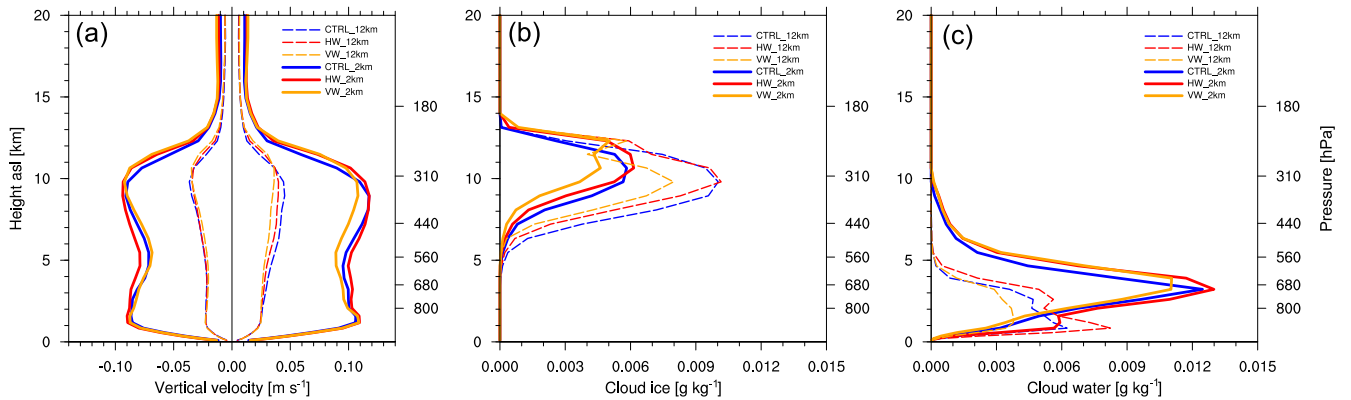 (a)
CTRL_12km
HW_12km
VW_12km
CTRL_2km
HW_2km
VW_2km
20
15
10
5
0
Height asl [km]
180
310
440
560
680
800
-0.10 -0.05 0.00 0.05 0.10
Vertical velocity [m s⁻¹]
(b)
CTRL_12km
HW_12km
VW_12km
CTRL_2km
HW_2km
VW_2km
20
15
10
5
0
180
310
440
560
680
800
0.000 0.003 0.006 0.009 0.012 0.015
Cloud ice [g kg⁻¹]
(c)
CTRL_12km
HW_12km
VW_12km
CTRL_2km
HW_2km
VW_2km
20
15
10
5
0
180
310
440
560
680
800
Pressure [hPa]
0.000 0.003 0.006 0.009 0.012 0.015
Cloud water [g kg⁻¹]